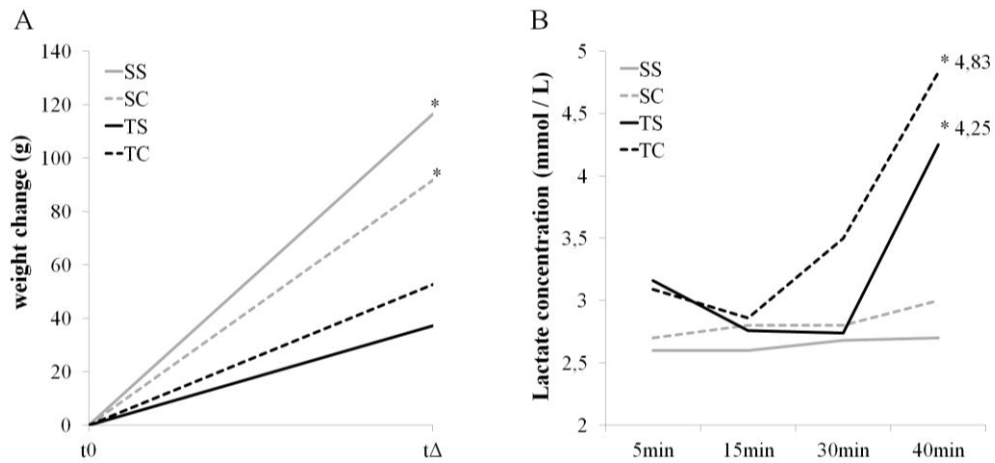 A
weight change (g)
140
120
100
80
60
40
20
0
SS
SC
TS
TC
*
*
t0
tΔ
B
Lactate concentration (mmol / L)
5
4,5
4
3,5
3
2,5
2
SS
SC
TS
TC
* 4,83
* 4,25
5min
15min
30min
40min